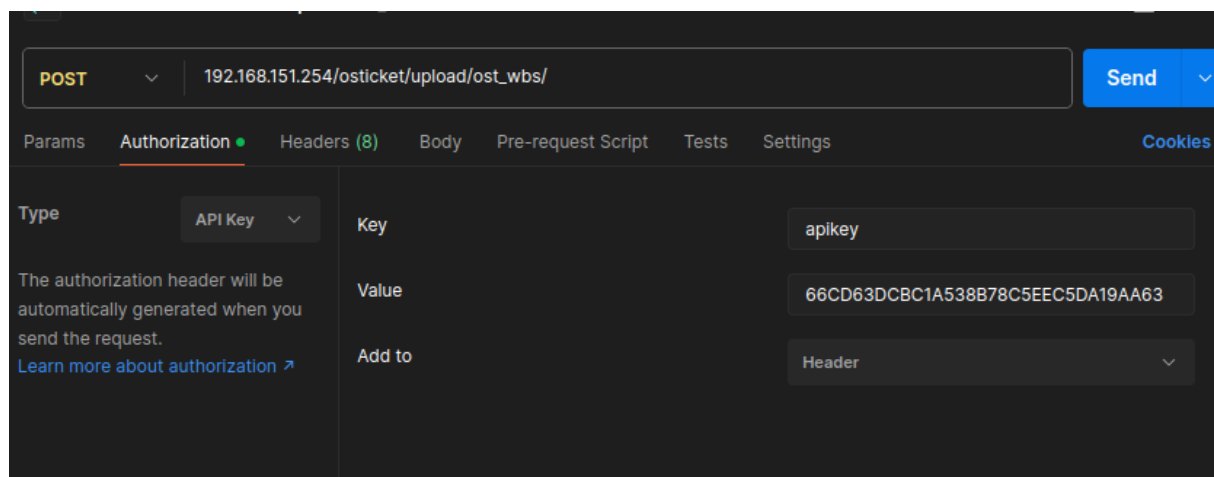 POST 192.168.151.254/osticket/upload/ost_wbs/ Send
Params Authorization Headers (8) Body Pre-request Script Tests Settings Cookies
Type API Key
The authorization header will be
automatically generated when you
send the request.
Learn more about authorization ↗
Key apikey
Value 66CD63DCBC1A538B78C5EEC5DA19AA63
Add to Header